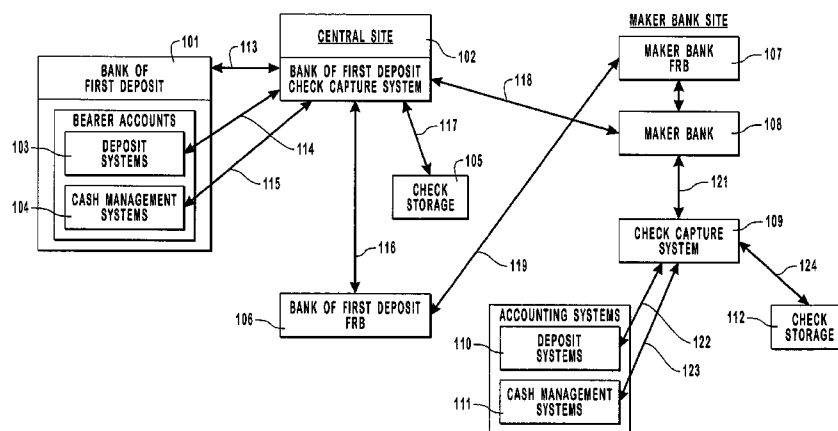 101
113
CENTRAL SITE
102
MAKER BANK SITE
BANK OF
FIRST DEPOSIT
BANK OF FIRST DEPOSIT
CHECK CAPTURE SYSTEM
MAKER BANK
FRB
107
118
BEARER ACCOUNTS
103
DEPOSIT
SYSTEMS
114
117
105
MAKER BANK
108
104
CASH MANAGEMENT
SYSTEMS
115
CHECK
STORAGE
121
109
116
119
CHECK CAPTURE
SYSTEM
124
106
BANK OF FIRST DEPOSIT
FRB
ACCOUNTING SYSTEMS
112
CHECK
STORAGE
110
DEPOSIT
SYSTEMS
122
123
111
CASH MANAGEMENT
SYSTEMS